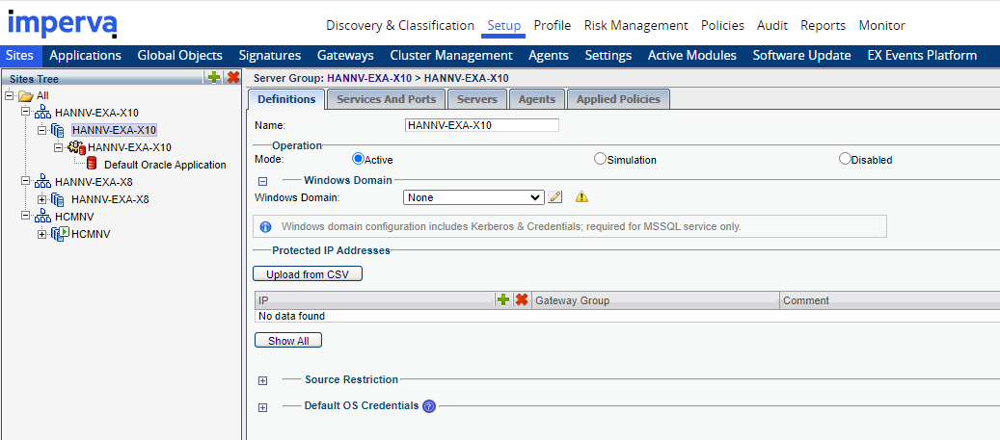 imperva
Discovery & Classification Setup Profile Risk Management Policies Audit Reports Monitor
Sites Applications Global Objects Signatures Gateways Cluster Management Agents Settings Active Modules Software Update EX Events Platform
Sites Tree
All
HANNV-EXA-X10
HANNV-EXA-X10
HANNV-EXA-X10
Default Oracle Application
HANNV-EXA-X8
HANNV-EXA-X8
HCMNV
HCMNV
Server Group: HANNV-EXA-X10 > HANNV-EXA-X10
Definitions Services And Ports Servers Agents Applied Policies
Name: HANNV-EXA-X10
Operation
Mode: Active Simulation Disabled
Windows Domain
Windows Domain: None
Windows domain configuration includes Kerberos & Credentials; required for MSSQL service only.
Protected IP Addresses
Upload from CSV
IP Gateway Group Comment
No data found
Show All
Source Restriction
Default OS Credentials ?